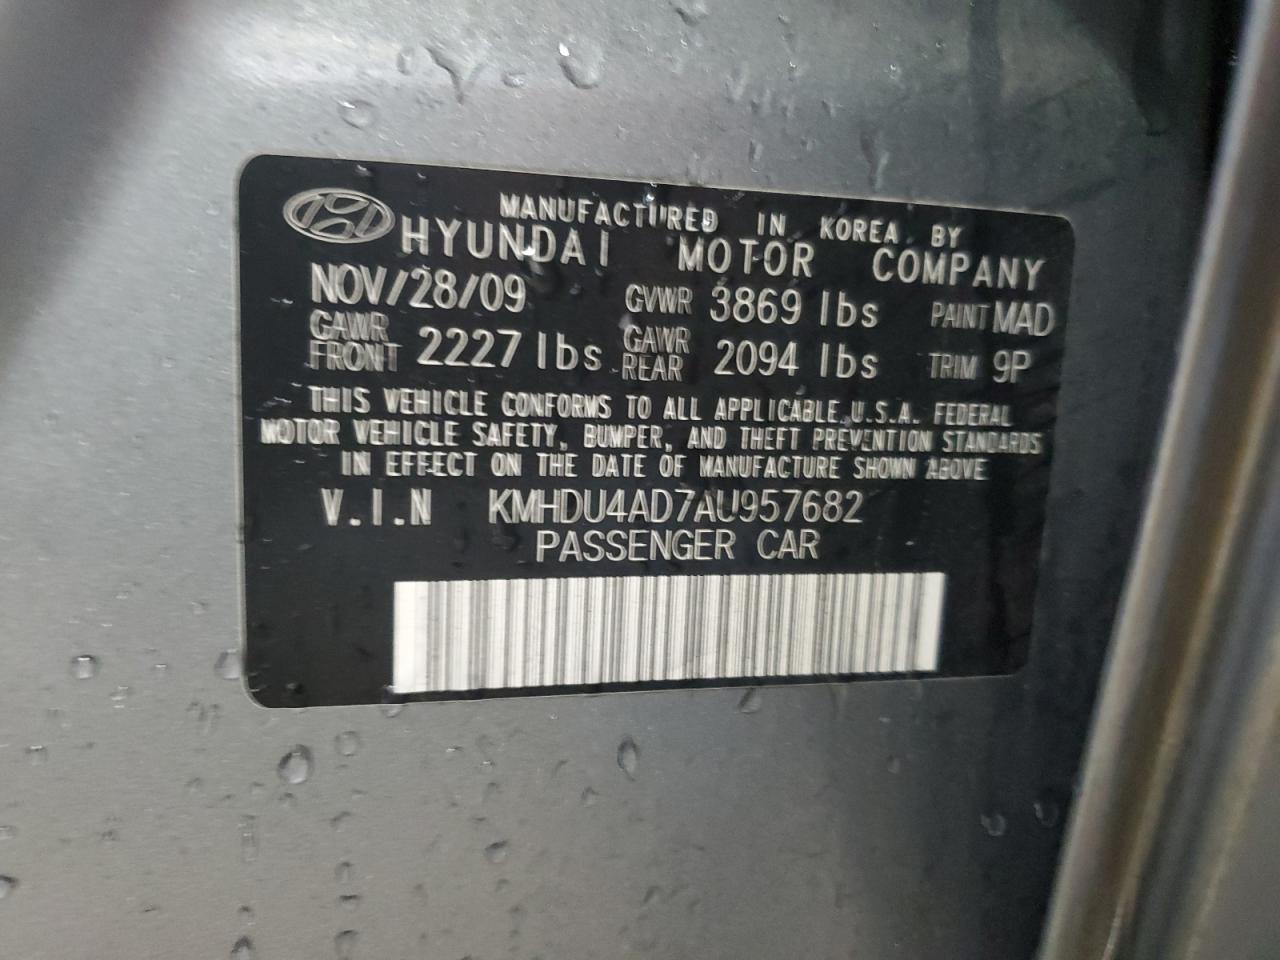 MANUFACTURED IN KOREA BY
HYUNDAI MOTOR COMPANY
NOV/28/09 GVWR 3869 lbs PAINT MAD
GAWR FRONT 2227 lbs GAWR REAR 2094 lbs TRIM 9P
THIS VEHICLE CONFORMS TO ALL APPLICABLE U.S.A. FEDERAL
MOTOR VEHICLE SAFETY, BUMPER, AND THEFT PREVENTION STANDARDS
IN EFFECT ON THE DATE OF MANUFACTURE SHOWN ABOVE
V.I.N KMHDU4AD7AU957682
PASSENGER CAR